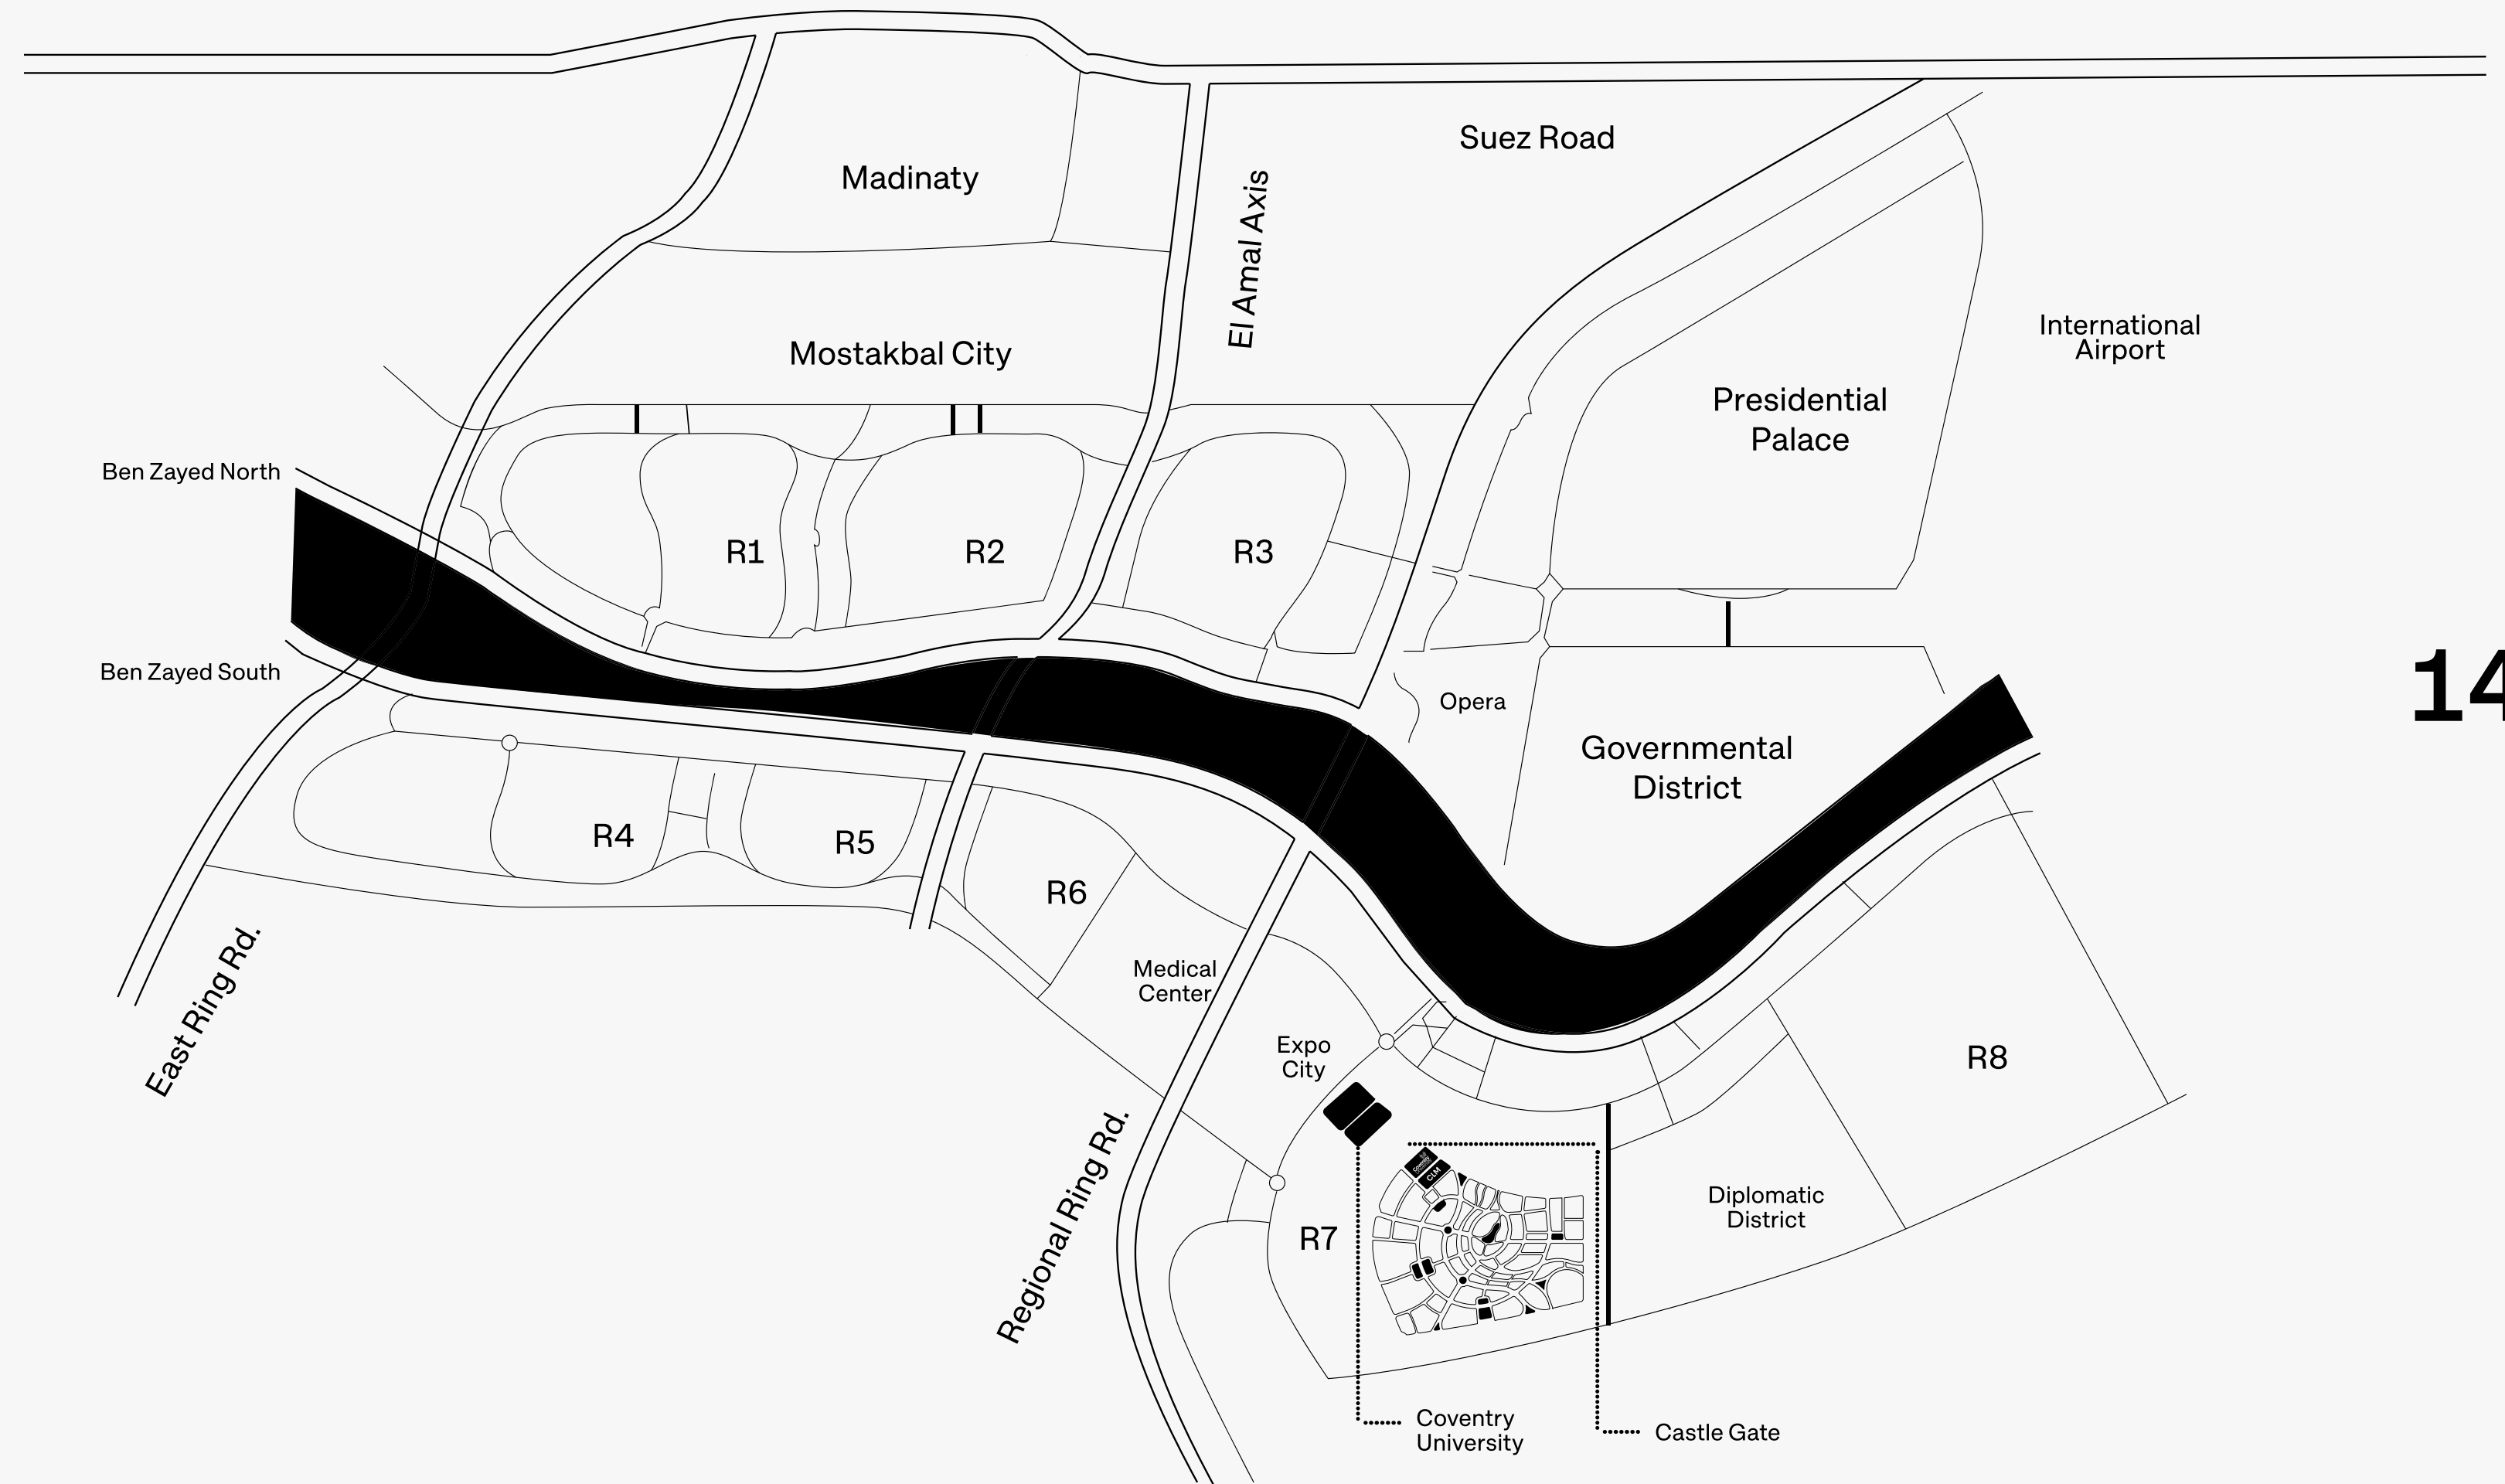 Suez Road
Madinaty
El Amal Axis
International
Airport
Mostakbal City
Presidential
Palace
Ben Zayed North
R1
R2
R3
Ben Zayed South
Opera
14
Governmental
District
R4
R5
R6
East Ring Rd.
Medical
Center
Expo
City
R8
Regional Ring Rd.
Coventry
CLM
Diplomatic
District
R7
Coventry
University
Castle Gate